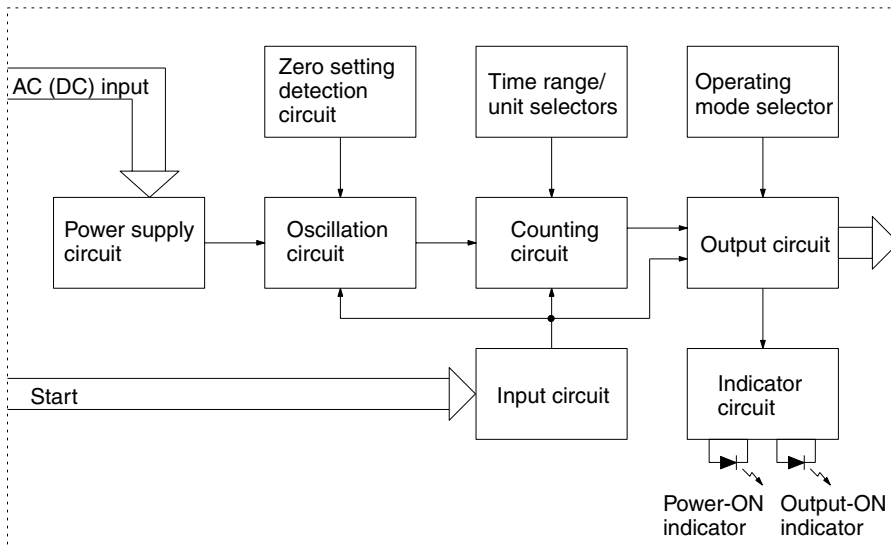 AC (DC) input
Zero setting
detection
circuit
Time range/
unit selectors
Operating
mode selector
Power supply
circuit
Oscillation
circuit
Counting
circuit
Output circuit
Start
Input circuit
Indicator
circuit
Power-ON
indicator
Output-ON
indicator